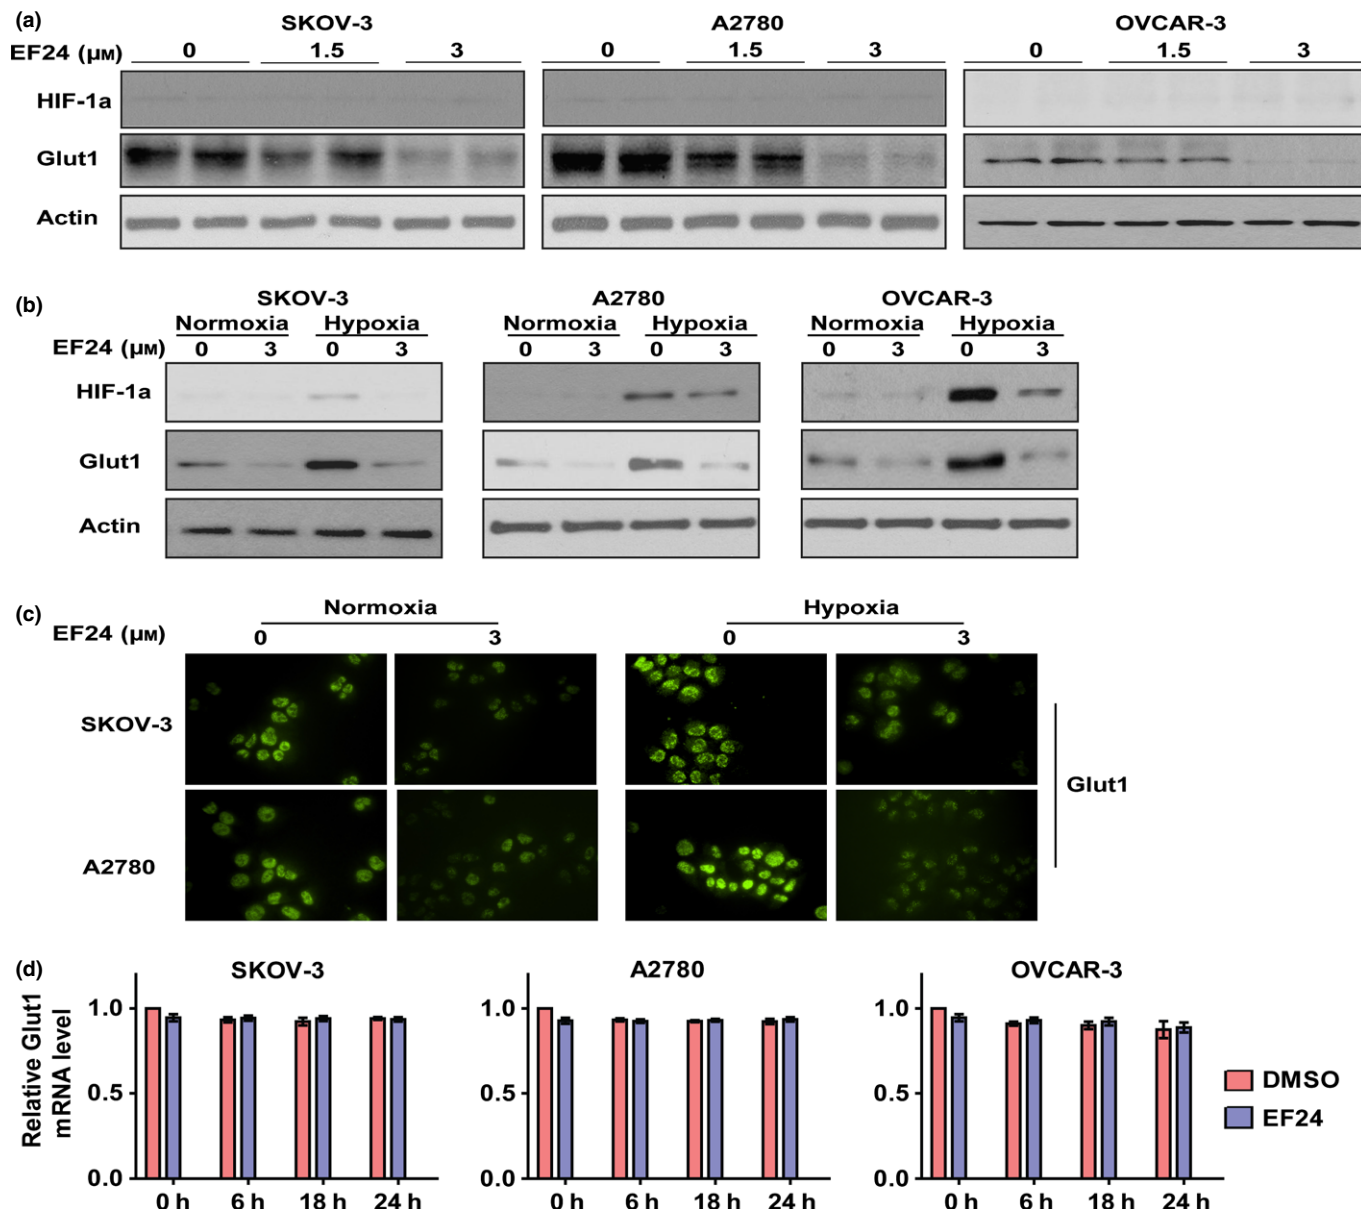 (a)
SKOV-3 A2780 OVCAR-3
EF24 (μM) 0 1.5 3 0 1.5 3 0 1.5 3
HIF-1a
Glut1
Actin
(b)
SKOV-3 A2780 OVCAR-3
Normoxia Hypoxia Normoxia Hypoxia Normoxia Hypoxia
EF24 (μM) 0 3 0 3 0 3 0 3 0 3 0 3
HIF-1a
Glut1
Actin
(c)
Normoxia Hypoxia
EF24 (μM) 0 3 0 3
SKOV-3
Glut1
A2780
(d)
SKOV-3 A2780 OVCAR-3
Relative Glut1
mRNA level
1.0 1.0 1.0
0.5 0.5 0.5
0.0 0.0 0.0
DMSO
EF24
0 h 6 h 18 h 24 h 0 h 6 h 18 h 24 h 0 h 6 h 18 h 24 h